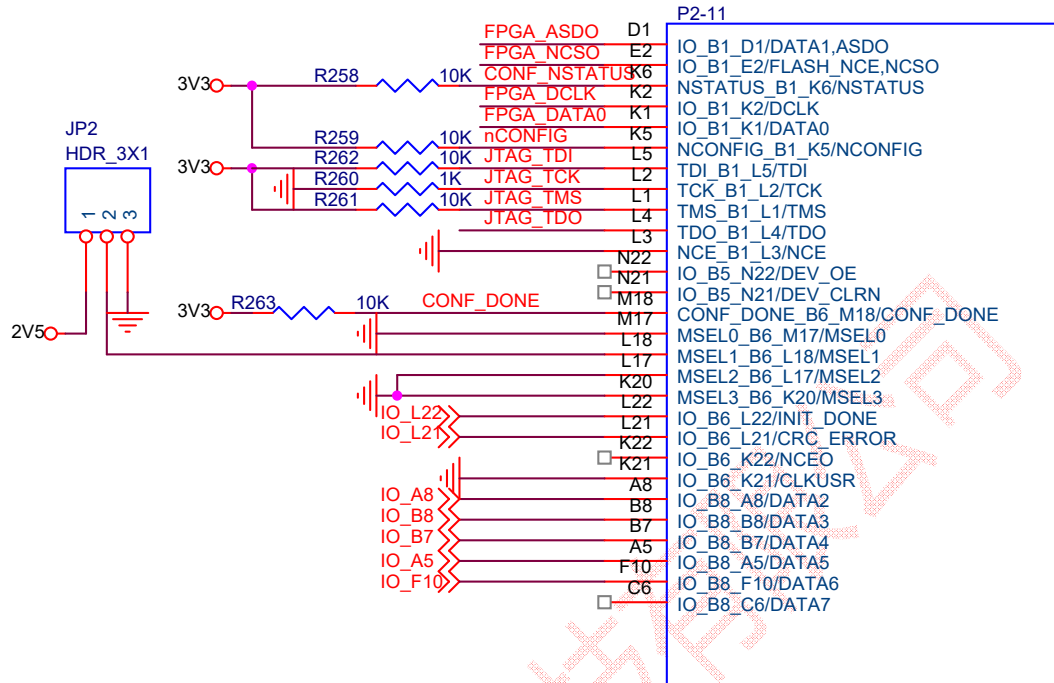 P2-11
FPGA_ASDO D1 IO_B1_D1/DATA1,ASDO
FPGA_NCSO E2 IO_B1_E2/FLASH_NCE,NCSO
3V3 R258 10K CONF_NSTATUS K6 NSTATUS_B1_K6/NSTATUS
FPGA_DCLK K2 IO_B1_K2/DCLK
FPGA_DATA0 K1 IO_B1_K1/DATA0
R259 10K nCONFIG K5 NCONFIG_B1_K5/NCONFIG
3V3 R262 10K JTAG_TDI L5 TDI_B1_L5/TDI
R260 1K JTAG_TCK L2 TCK_B1_L2/TCK
R261 10K JTAG_TMS L1 TMS_B1_L1/TMS
JTAG_TDO L4 TDO_B1_L4/TDO
L3 NCE_B1_L3/NCE
N22 IO_B5_N22/DEV_OE
N21 IO_B5_N21/DEV_CLRN
3V3 R263 10K CONF_DONE M18 CONF_DONE_B6_M18/CONF_DONE
M17 MSEL0_B6_M17/MSEL0
L18 MSEL1_B6_L18/MSEL1
L17 MSEL2_B6_L17/MSEL2
K20 MSEL3_B6_K20/MSEL3
IO_L22 L22 IO_B6_L22/INIT_DONE
IO_L21 L21 IO_B6_L21/CRC_ERROR
K22 IO_B6_K22/NCEO
K21 IO_B6_K21/CLKUSR
IO_A8 A8 IO_B8_A8/DATA2
IO_B8 B8 IO_B8_B8/DATA3
IO_B7 B7 IO_B8_B7/DATA4
IO_A5 A5 IO_B8_A5/DATA5
IO_F10 F10 IO_B8_F10/DATA6
C6 IO_B8_C6/DATA7
JP2
HDR_3X1
1 2 3
2V5
公司